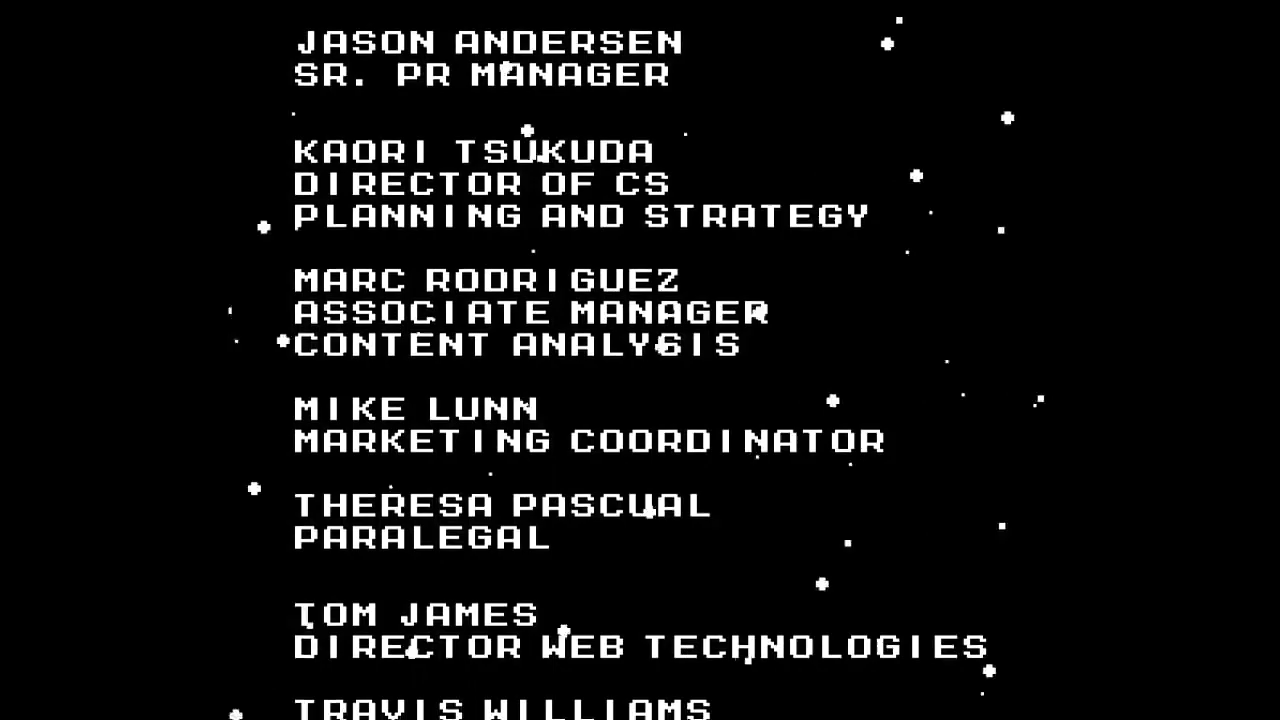 JASON ANDERSEN
SR. PR MANAGER
KAORI TSUKUDA
DIRECTOR OF CS
PLANNING AND STRATEGY
MARC RODRIGUEZ
ASSOCIATE MANAGER
CONTENT ANALYSIS
MIKE LUNN
MARKETING COORDINATOR
THERESA PASCUAL
PARALEGAL
TOM JAMES
DIRECTOR WEB TECHNOLOGIES
TRAVIS WILLIAMS